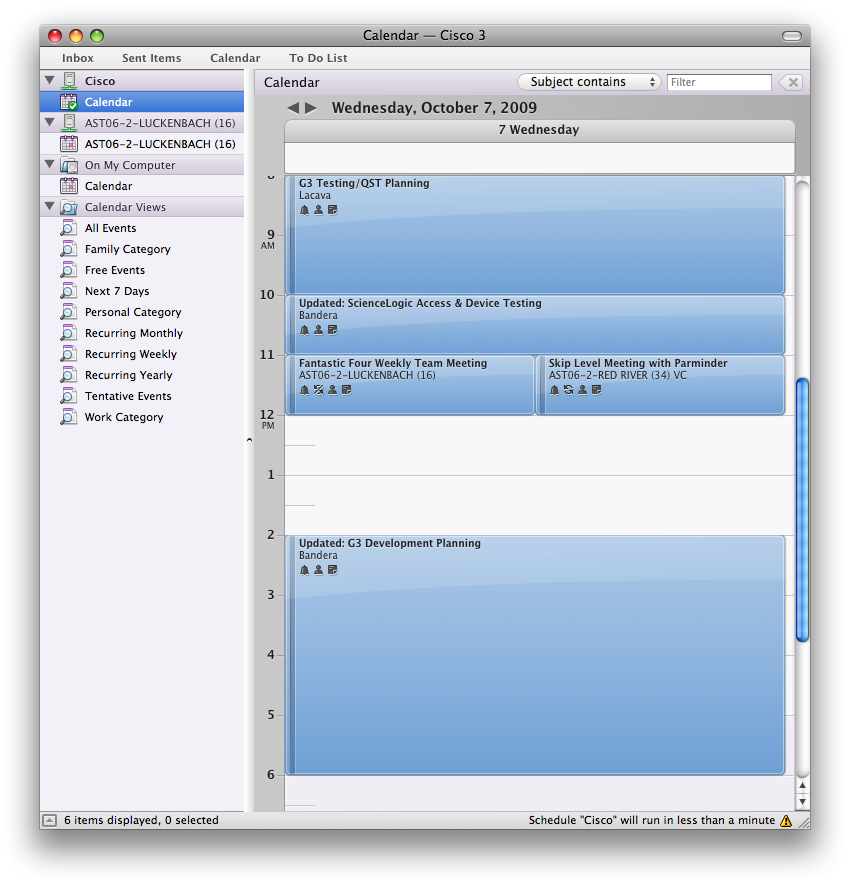 Calendar — Cisco 3
Inbox Sent Items Calendar To Do List
Cisco
Calendar
AST06-2-LUCKENBACH (16)
AST06-2-LUCKENBACH (16)
On My Computer
Calendar
Calendar Views
All Events
Family Category
Free Events
Next 7 Days
Personal Category
Recurring Monthly
Recurring Weekly
Recurring Yearly
Tentative Events
Work Category
Calendar Subject contains Filter
Wednesday, October 7, 2009
7 Wednesday
8
G3 Testing/QST Planning
Lacava
9
AM
10
Updated: ScienceLogic Access & Device Testing
Bandera
11
Fantastic Four Weekly Team Meeting
AST06-2-LUCKENBACH (16)
Skip Level Meeting with Parminder
AST06-2-RED RIVER (34) VC
12
PM
1
2
Updated: G3 Development Planning
Bandera
3
4
5
6
6 items displayed, 0 selected
Schedule "Cisco" will run in less than a minute